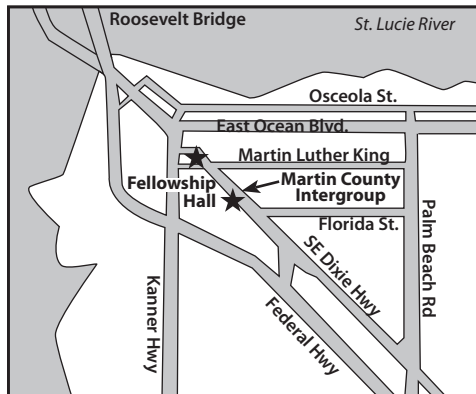 Roosevelt Bridge
St. Lucie River
Osceola St.
East Ocean Blvd.
Martin Luther King
Fellowship
Hall
Martin County
Intergroup
Florida St.
SE Dixie Hwy
Palm Beach Rd
Kanner Hwy
Federal Hwy